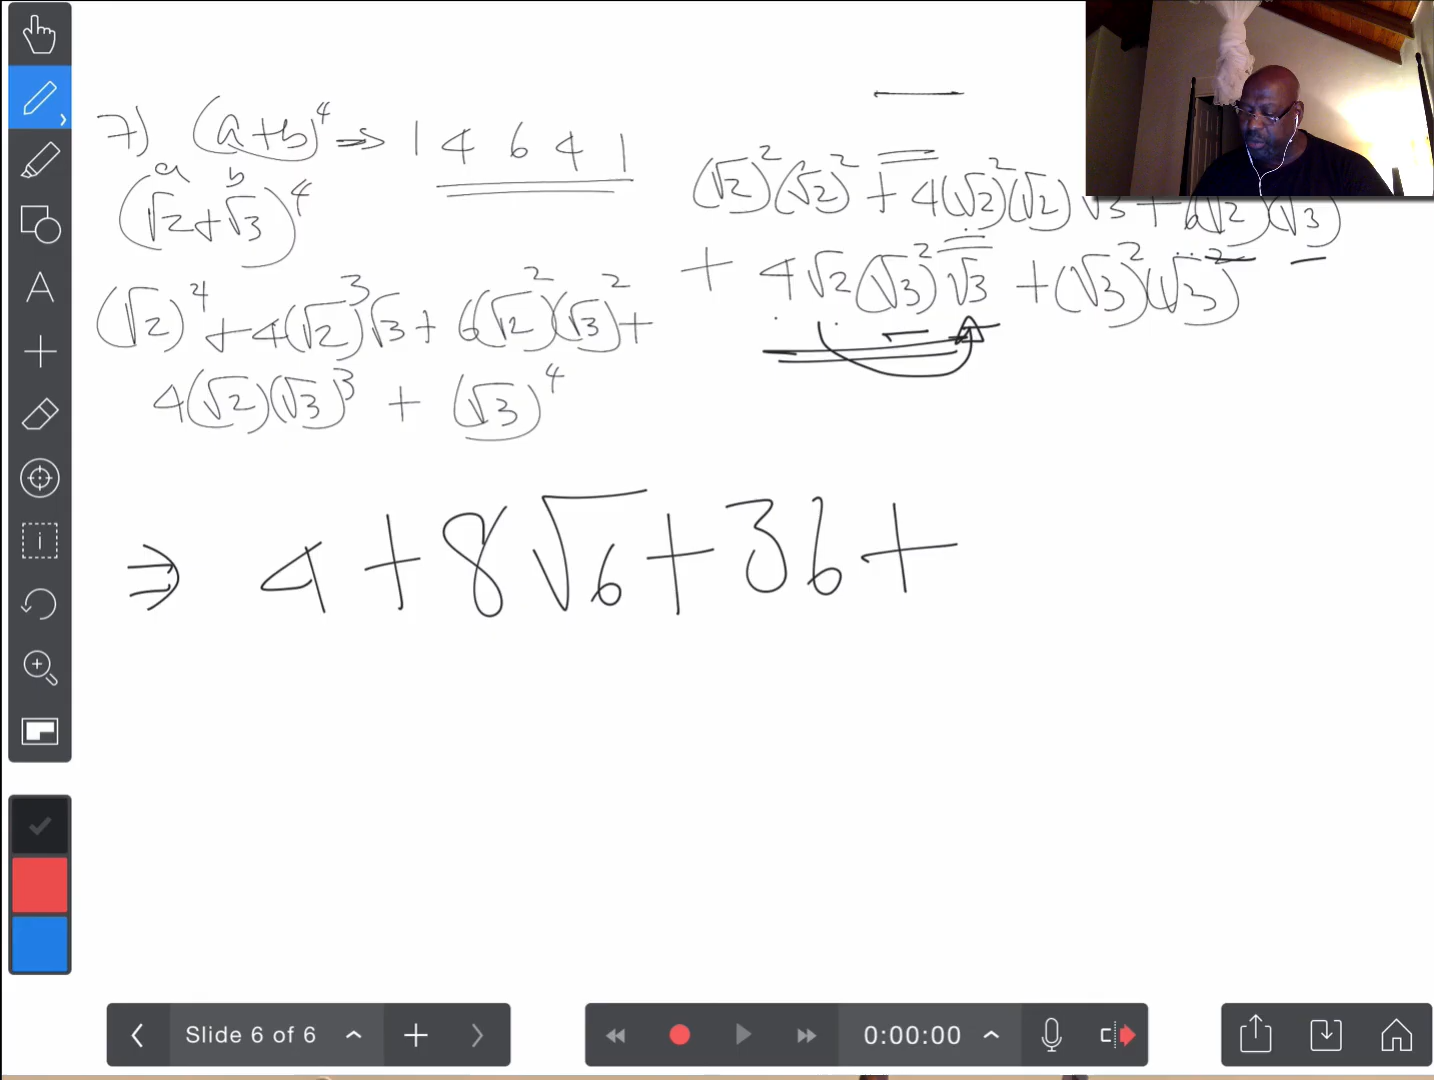 7) (a+b)^4 ⇒ 1 4 6 4 1
a b
(√2+√3)^4
(√2)^4 + 4(√2)^3 √3 + 6(√2)^2 (√3)^2 +
4(√2)(√3)^3 + (√3)^4
(√2)^2 (√2)^2 + 4(√2)^2 (√2) √3 + 6(√2)(√3)
+ 4√2 (√3)^2 √3 + (√3)^2 (√3)^2
⇒ 4 + 8√6 + 36 +
A
i
Slide 6 of 6
0:00:00